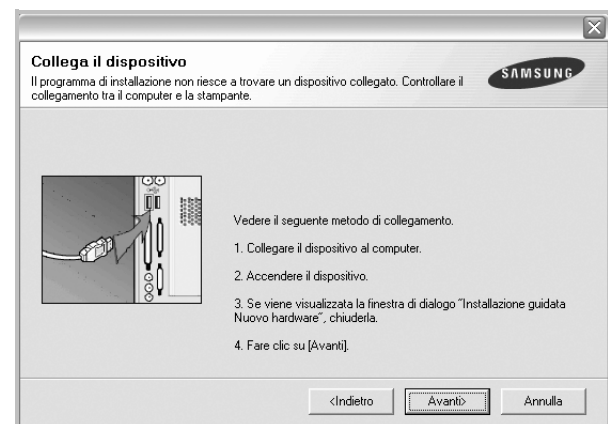 Collega il dispositivo
Il programma di installazione non riesce a trovare un dispositivo collegato. Controllare il
collegamento tra il computer e la stampante.
SAMSUNG
Vedere il seguente metodo di collegamento.
1. Collegare il dispositivo al computer.
2. Accendere il dispositivo.
3. Se viene visualizzata la finestra di dialogo "Installazione guidata
Nuovo hardware", chiuderla.
4. Fare clic su [Avanti].
<Indietro
Avanti>
Annulla